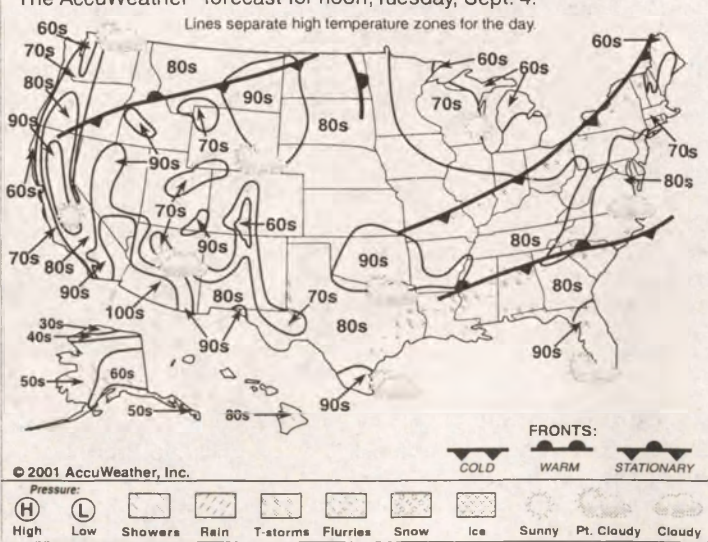 The AccuWeather® forecast for noon, Tuesday, Sept. 4.
Lines separate high temperature zones for the day.
60s
70s
80s
90s
60s
70s
80s
90s
80s
90s
70s
90s
70s
70s
90s
60s
100s
80s
90s
70s
80s
90s
80s
90s
60s
60s
70s
60s
70s
80s
80s
80s
90s
30s
40s
50s
60s
50s
80s
FRONTS:
COLD WARM STATIONARY
© 2001 AccuWeather, Inc.
Pressure:
H L
High Low Showers Rain T-storms Flurries Snow Ice Sunny Pt. Cloudy Cloudy